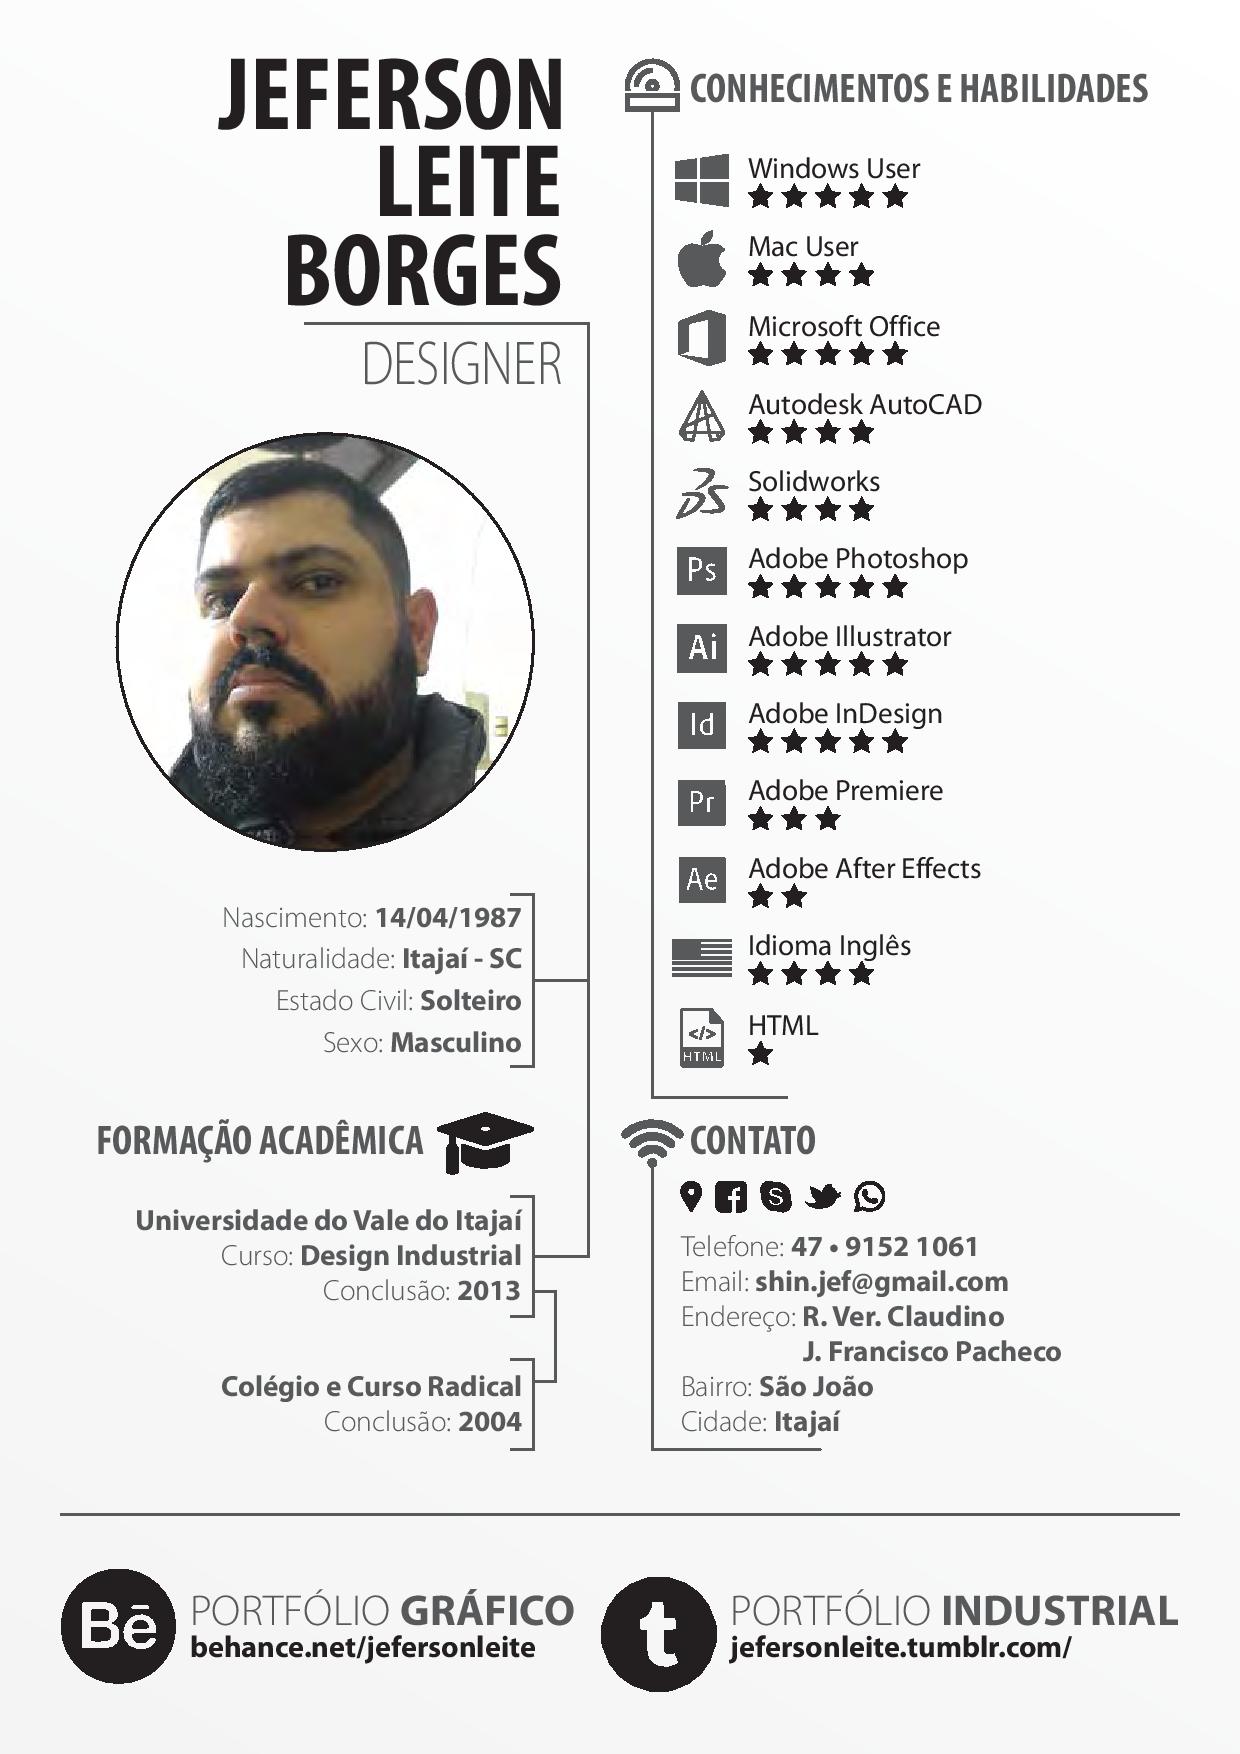 JEFERSON
LEITE
BORGES
DESIGNER
Nascimento: 14/04/1987
Naturalidade: Itajaí - SC
Estado Civil: Solteiro
Sexo: Masculino
FORMAÇÃO ACADÊMICA
Universidade do Vale do Itajaí
Curso: Design Industrial
Conclusão: 2013
Colégio e Curso Radical
Conclusão: 2004
CONHECIMENTOS E HABILIDADES
Windows User
Mac User
Microsoft Office
Autodesk AutoCAD
Solidworks
Ps Adobe Photoshop
Ai Adobe Illustrator
Id Adobe InDesign
Pr Adobe Premiere
Ae Adobe After Effects
Idioma Inglês
</> HTML
HTML
CONTATO
Telefone: 47 • 9152 1061
Email: shin.jef@gmail.com
Endereço: R. Ver. Claudino
J. Francisco Pacheco
Bairro: São João
Cidade: Itajaí
Bē PORTFÓLIO GRÁFICO
behance.net/jefersonleite
t PORTFÓLIO INDUSTRIAL
jefersonleite.tumblr.com/